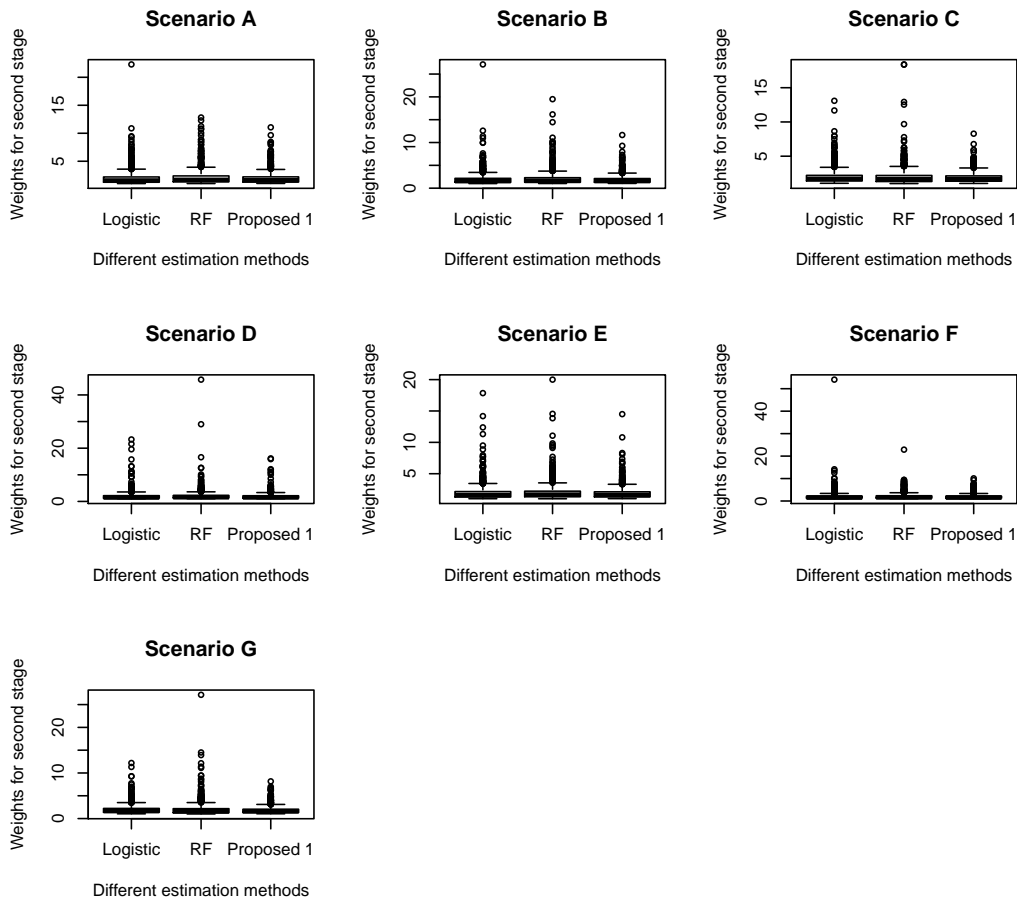 Scenario A
Weights for second stage
5
15
Logistic RF Proposed 1
Different estimation methods
Scenario B
Weights for second stage
0
10
20
Logistic RF Proposed 1
Different estimation methods
Scenario C
Weights for second stage
5
10
15
Logistic RF Proposed 1
Different estimation methods
Scenario D
Weights for second stage
0
20
40
Logistic RF Proposed 1
Different estimation methods
Scenario E
Weights for second stage
5
10
20
Logistic RF Proposed 1
Different estimation methods
Scenario F
Weights for second stage
0
20
40
Logistic RF Proposed 1
Different estimation methods
Scenario G
Weights for second stage
0
10
20
Logistic RF Proposed 1
Different estimation methods